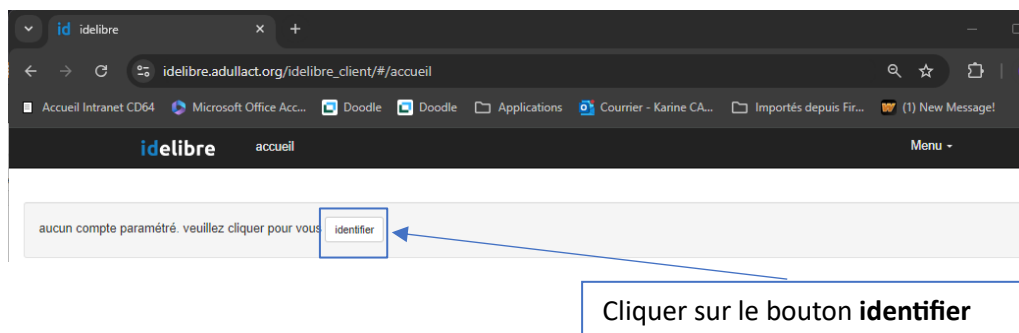 id idelibre
idelibre.adullact.org/idelibre_client/#/accueil
Accueil Intranet CD64 Microsoft Office Acc... Doodle Doodle Applications Courrier - Karine CA... Importés depuis Fir... (1) New Message!
idelibre accueil Menu
aucun compte paramétré. veuillez cliquer pour vous identifier
Cliquer sur le bouton identifier